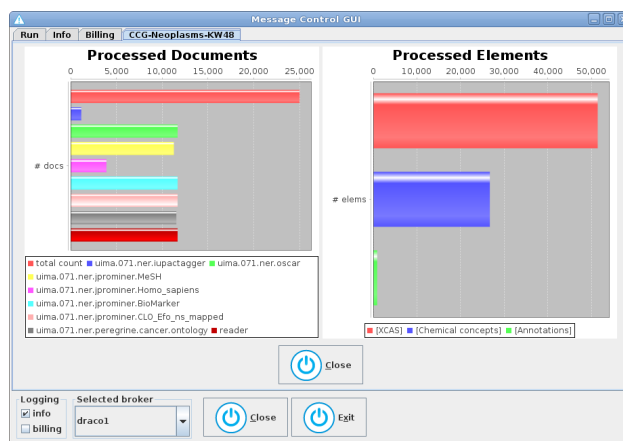 Message Control GUI
Run Info Billing CCG-Neoplasms-KW48
Processed Documents
0 5,000 10,000 15,000 20,000 25,000
# docs
total count uima.071.ner.iupactagger uima.071.ner.oscar
uima.071.ner.jprominer.MeSH
uima.071.ner.jprominer.Homo_sapiens
uima.071.ner.jprominer.BioMarker
uima.071.ner.jprominer.CLO_Efo_ns_mapped
uima.071.ner.peregrine.cancer.ontology reader
Processed Elements
0 10,000 20,000 30,000 40,000 50,000
# elems
[XCAS] [Chemical concepts] [Annotations]
Close
Logging
info
billing
Selected broker
draco1
Close
Exit